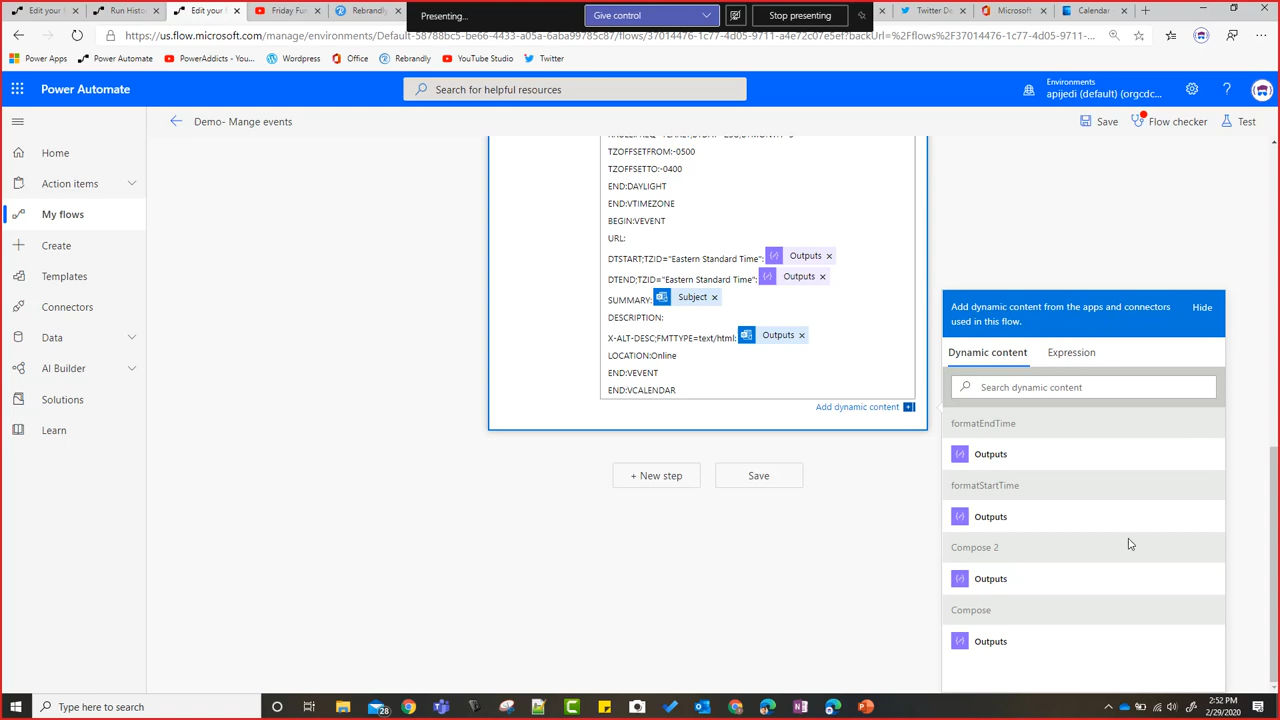 Edit your f
Run Histor
Edit your f
Friday Fun
Rebrandly
Presenting...
Give control
Stop presenting
Twitter De
Microsoft
Calendar
https://us.flow.microsoft.com/manage/environments/Default-58788bc5-be66-4433-a05a-6aba99785c87/flows/37014476-1c77-4d05-9711-a4e72c07e5ef?backUrl=%2Fflows%2F37014476-1c77-4d05-9711-
Power Apps
Power Automate
PowerAddicts - You...
Wordpress
Office
Rebrandly
YouTube Studio
Twitter
Power Automate
Search for helpful resources
Environments
apijedi (default) (orgcdc...
Demo- Mange events
Save
Flow checker
Test
Home
Action items
My flows
Create
Templates
Connectors
Data
AI Builder
Solutions
Learn
TZOFFSETFROM:-0500
TZOFFSETTO:-0400
END:DAYLIGHT
END:VTIMEZONE
BEGIN:VEVENT
URL:
DTSTART;TZID="Eastern Standard Time": Outputs ×
DTEND;TZID="Eastern Standard Time": Outputs ×
SUMMARY: Subject ×
DESCRIPTION:
X-ALT-DESC;FMTTYPE=text/html: Outputs ×
LOCATION:Online
END:VEVENT
END:VCALENDAR
Add dynamic content
+ New step
Save
Add dynamic content from the apps and connectors
used in this flow.
Hide
Dynamic content
Expression
Search dynamic content
formatEndTime
Outputs
formatStartTime
Outputs
Compose 2
Outputs
Compose
Outputs
Type here to search
28
2:52 PM
2/29/2020